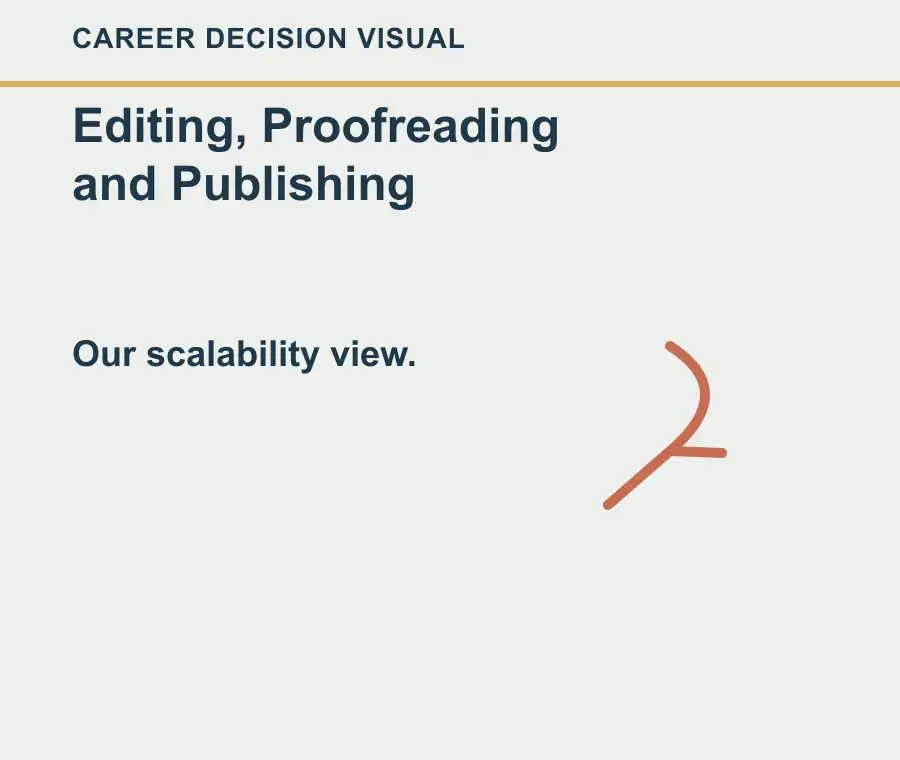 CAREER DECISION VISUAL
Editing, Proofreading
and Publishing
Our scalability view.